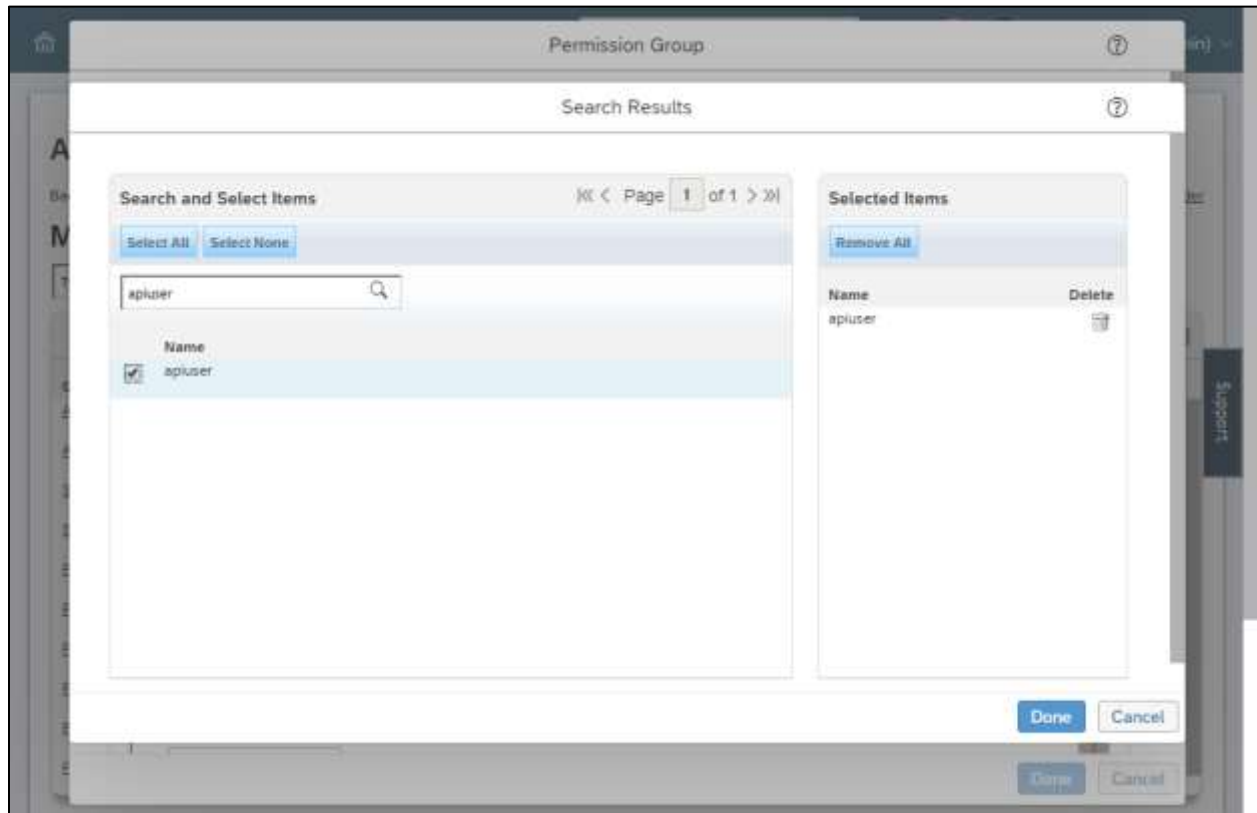 Permission Group
in)
Search Results
Search and Select Items
Page 1 of 1
Select All Select None
apiuser
Name
apiuser
Selected Items
Remove All
Name Delete
apiuser
Support
Done Cancel
Done Cancel